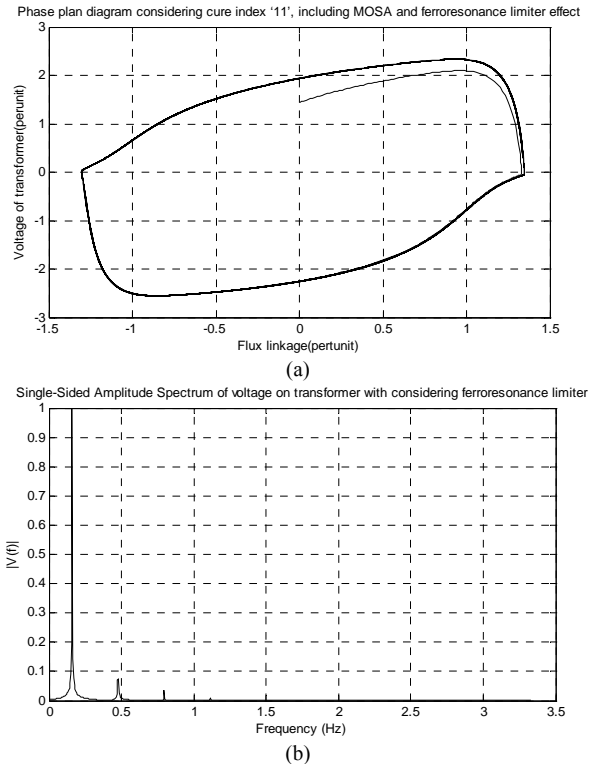 Phase plan diagram considering cure index '11', including MOSA and ferroresonance limiter effect
3
2
1
0
-1
-2
-3
Voltage of transformer(perunit)
-1.5 -1 -0.5 0 0.5 1 1.5
Flux linkage(pertunit)
(a)
Single-Sided Amplitude Spectrum of voltage on transformer with considering ferroresonance limiter
1
0.9
0.8
0.7
0.6
0.5
0.4
0.3
0.2
0.1
0
|V(f)|
0 0.5 1 1.5 2 2.5 3 3.5
Frequency (Hz)
(b)